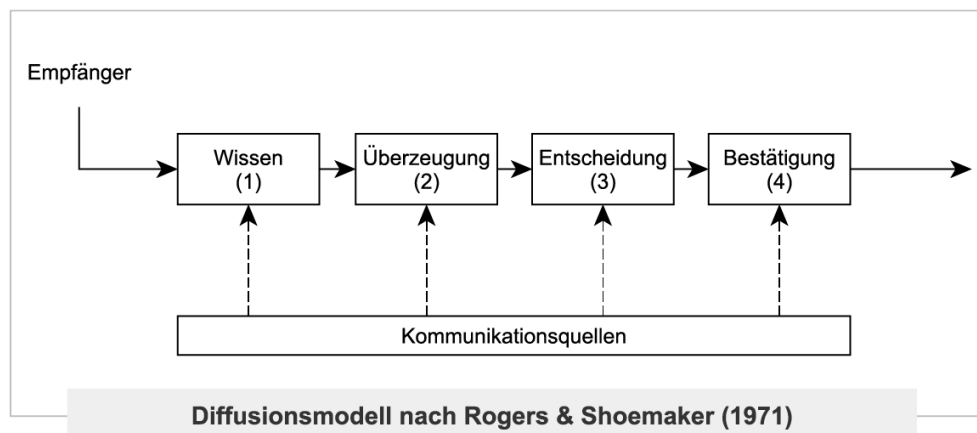 Empfänger
Wissen
(1)
Überzeugung
(2)
Entscheidung
(3)
Bestätigung
(4)
Kommunikationsquellen
Diffusionsmodell nach Rogers & Shoemaker (1971)